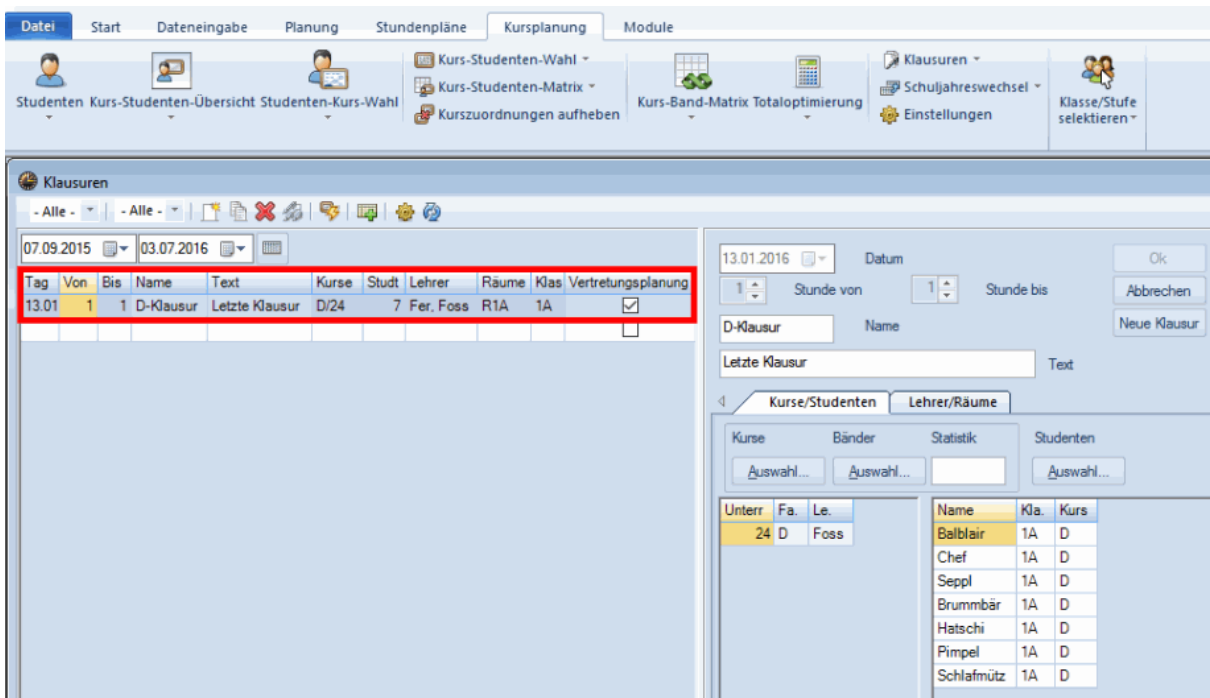 Datei Start Dateneingabe Planung Stundenpläne Kursplanung Module
Studenten Kurs-Studenten-Übersicht Studenten-Kurs-Wahl
Kurs-Studenten-Wahl
Kurs-Studenten-Matrix
Kurszuordnungen aufheben
Kurs-Band-Matrix Totaloptimierung
Klausuren
Schuljahreswechsel
Einstellungen
Klasse/Stufe
selektieren
Klausuren
- Alle - - Alle -
07.09.2015 03.07.2016
Tag Von Bis Name Text Kurse Studt Lehrer Räume Klas Vertretungsplanung
13.01 1 1 D-Klausur Letzte Klausur D/24 7 Fer, Foss R1A 1A
13.01.2016 Datum Ok
1 Stunde von 1 Stunde bis Abbrechen
D-Klausur Name Neue Klausur
Letzte Klausur Text
Kurse/Studenten Lehrer/Räume
Kurse Bänder Statistik Studenten
Auswahl... Auswahl... Auswahl...
Unterr Fa. Le.
24 D Foss
Name Kla. Kurs
Balblair 1A D
Chef 1A D
Seppl 1A D
Brummbär 1A D
Hatschi 1A D
Pimpel 1A D
Schlafmütz 1A D